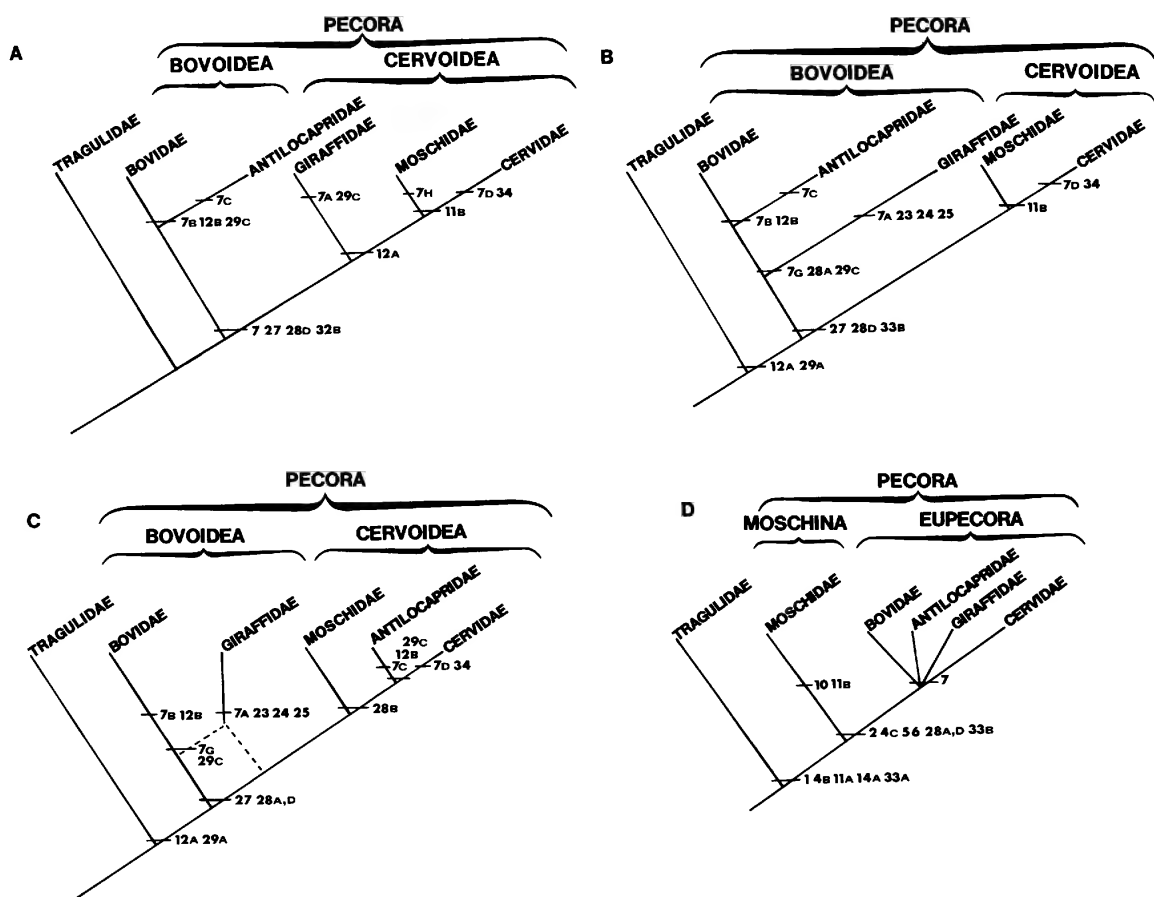 A
PECORA
BOVOIDEA CERVOIDEA
TRAGULIDAE BOVIDAE ANTILOCAPRIDAE GIRAFFIDAE MOSCHIDAE CERVIDAE
7C 7A 29C 7H 7D 34
7B 12B 29C 11B
12A
7 27 28D 32B
B
PECORA
BOVOIDEA CERVOIDEA
TRAGULIDAE BOVIDAE ANTILOCAPRIDAE GIRAFFIDAE MOSCHIDAE CERVIDAE
7C 7D 34
7B 12B 7A 23 24 25 11B
7G 28A 29C
27 28D 33B
12A 29A
C
PECORA
BOVOIDEA CERVOIDEA
TRAGULIDAE BOVIDAE GIRAFFIDAE MOSCHIDAE ANTILOCAPRIDAE CERVIDAE
29C
12B
7C 7D 34
7B 12B 7A 23 24 25 28B
7G
29C
27 28A,D
12A 29A
D
PECORA
MOSCHINA EUPECORA
TRAGULIDAE MOSCHIDAE BOVIDAE ANTILOCAPRIDAE GIRAFFIDAE CERVIDAE
10 11B 7
2 4C 5 6 28A,D 33B
1 4B 11A 14A 33A